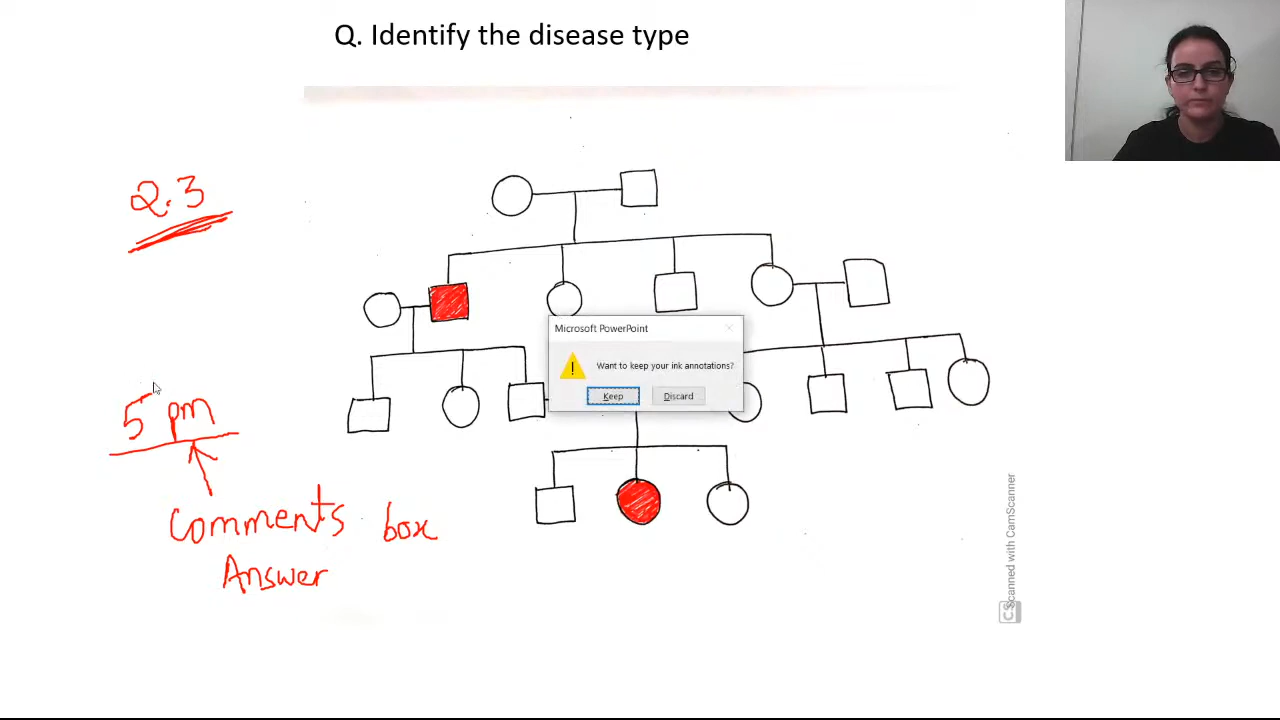 Q. Identify the disease type
Q.3
Microsoft PowerPoint
Want to keep your ink annotations?
Keep
Discard
5 pm
Comments box
Answer
CS Scanned with CamScanner